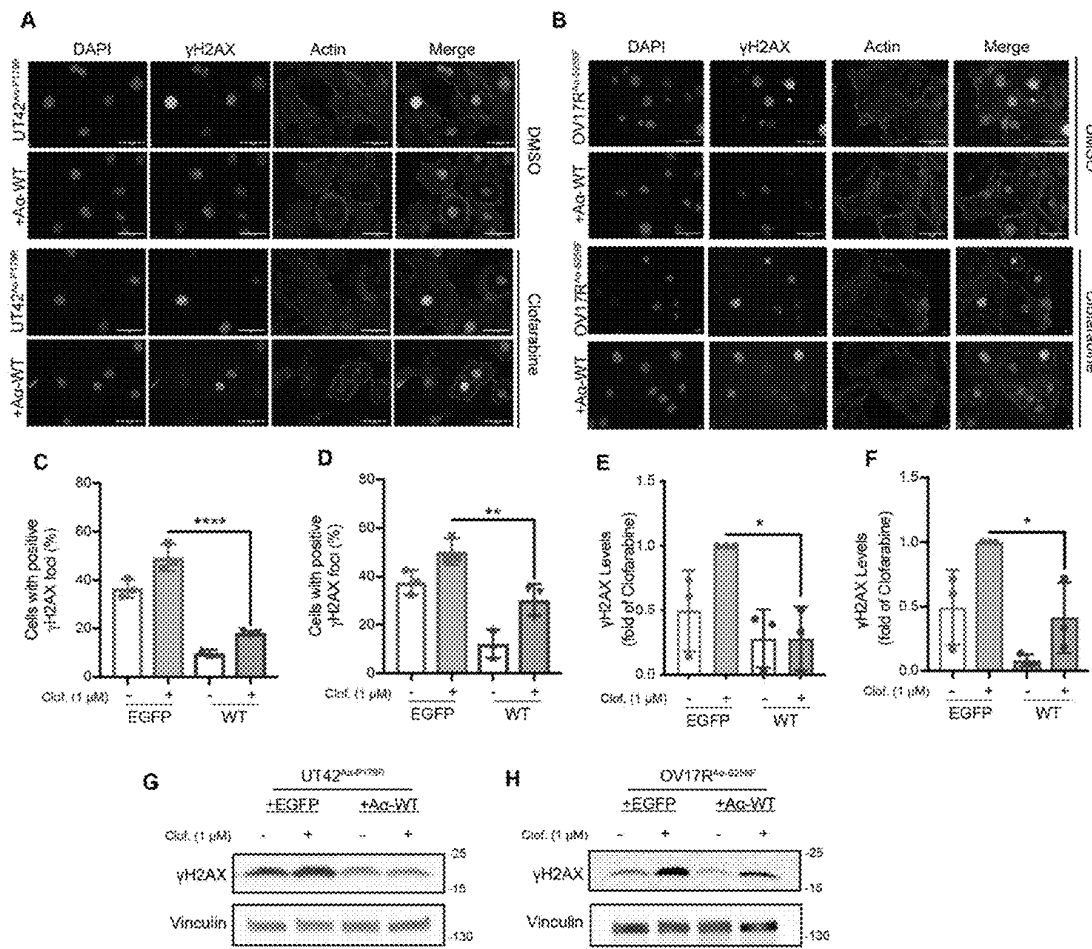 A
DAPI γH2AX Actin Merge
+Aα-WT
DMSO
+Aα-WT
Clofarabine
B
DAPI γH2AX Actin Merge
+Aα-WT
DMSO
+Aα-WT
Clofarabine
C
Cells with positive
γH2AX foci (%)
80
60
40
20
0
****
Clof. (1 μM) - + - +
EGFP WT
D
Cells with positive
γH2AX foci (%)
80
60
40
20
0
**
Clof. (1 μM) - + - +
EGFP WT
E
γH2AX Levels
(fold of Clofarabine)
1.5
1.0
0.5
0.0
*
Clof. (1 μM) - + - +
EGFP WT
F
γH2AX Levels
(fold of Clofarabine)
1.5
1.0
0.5
0.0
*
Clof. (1 μM) - + - +
EGFP WT
G
+EGFP +Aα-WT
Clof. (1 μM) - + - +
γH2AX
-25
-15
Vinculin
-130
H
+EGFP +Aα-WT
Clof. (1 μM) - + - +
γH2AX
-25
-15
Vinculin
-130